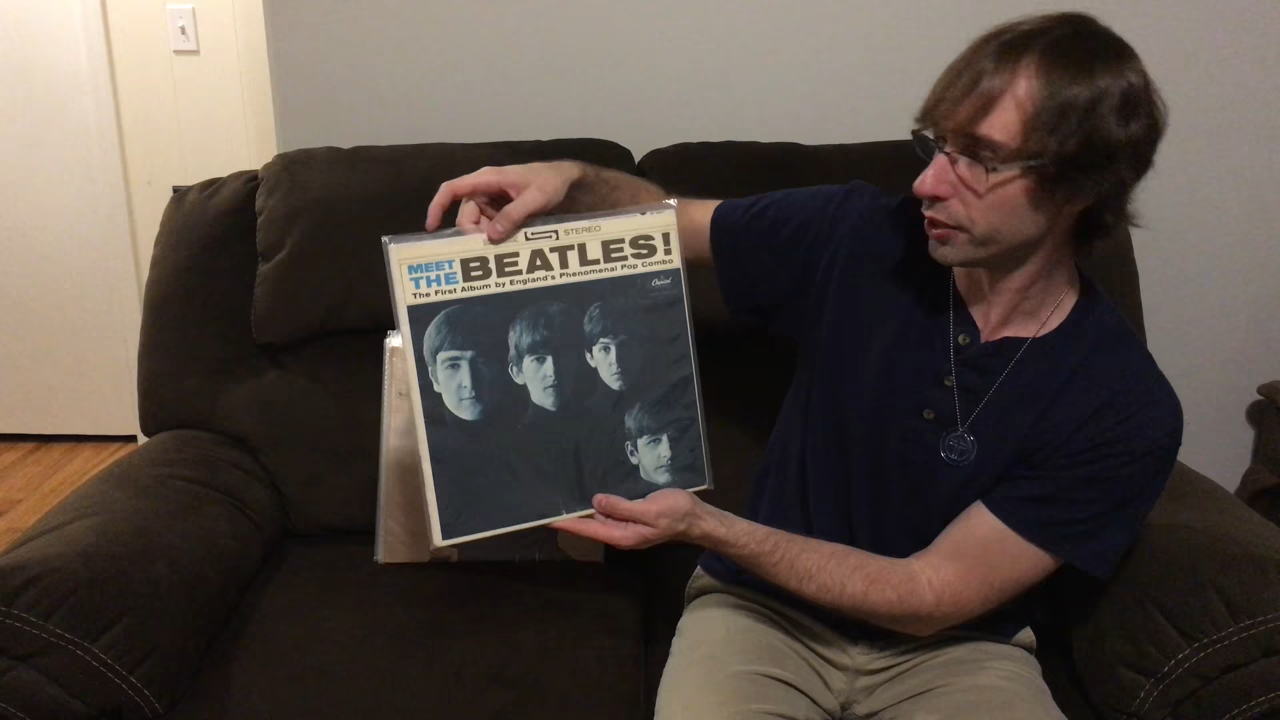 STEREO
MEET THE BEATLES!
The First Album by England's Phenomenal Pop Combo
Capitol